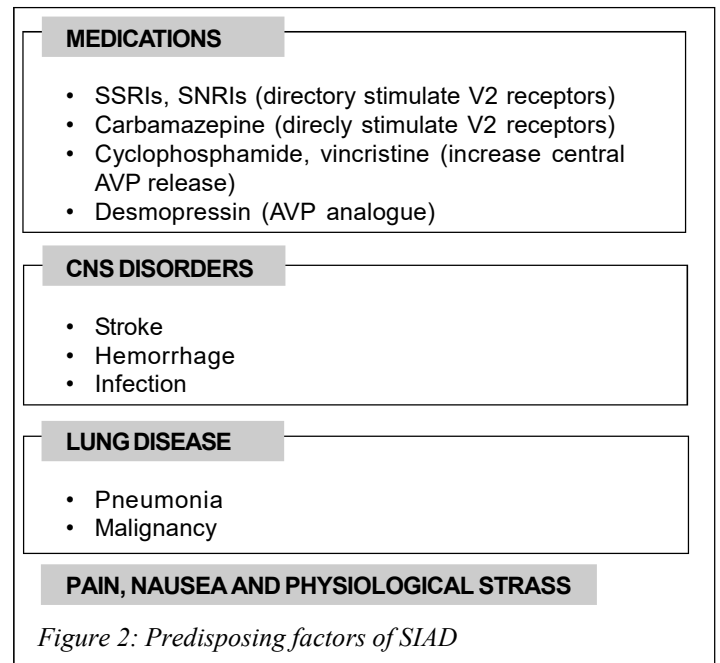 MEDICATIONS
• SSRIs, SNRIs (directory stimulate V2 receptors)
• Carbamazepine (direcly stimulate V2 receptors)
• Cyclophosphamide, vincristine (increase central
AVP release)
• Desmopressin (AVP analogue)
CNS DISORDERS
• Stroke
• Hemorrhage
• Infection
LUNG DISEASE
• Pneumonia
• Malignancy
PAIN, NAUSEA AND PHYSIOLOGICAL STRASS
Figure 2: Predisposing factors of SIAD